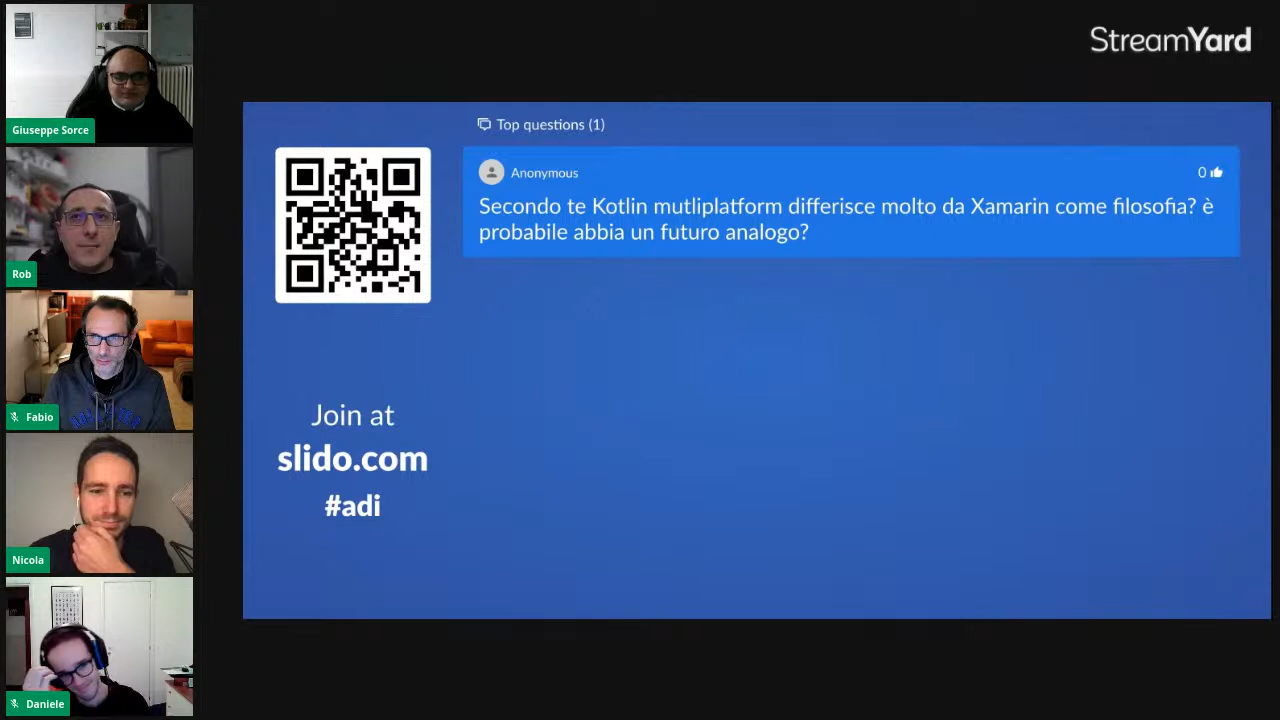 StreamYard
Giuseppe Sorce
Rob
Fabio
Nicola
Daniele
Top questions (1)
Anonymous
0
Secondo te Kotlin mutliplatform differisce molto da Xamarin come filosofia? è
probabile abbia un futuro analogo?
Join at
slido.com
#adi